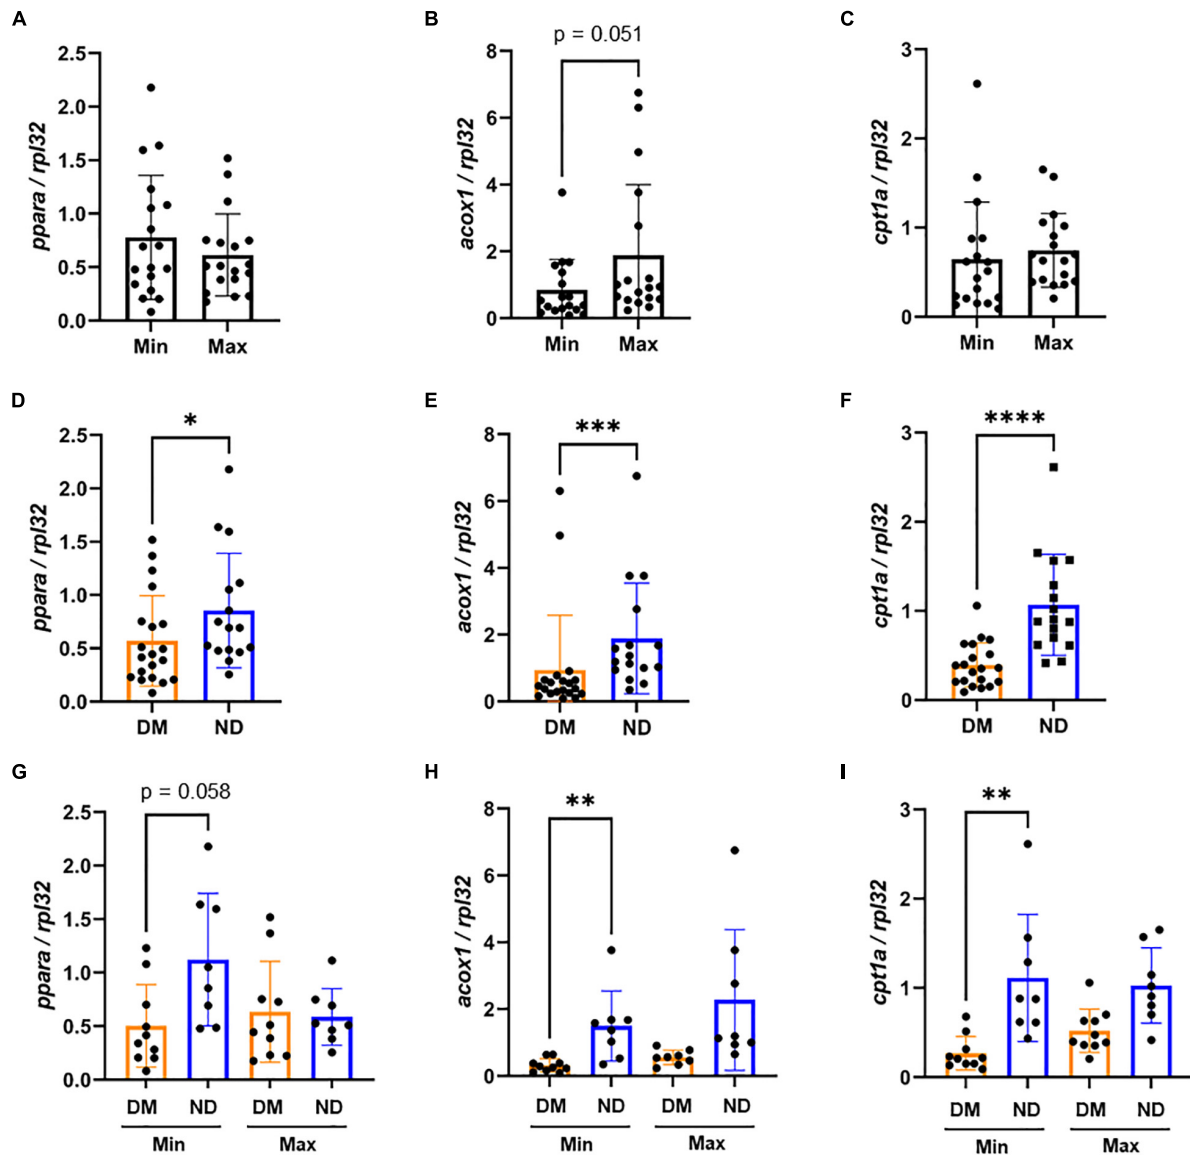 A
ppara / rpl32
2.5
2.0
1.5
1.0
0.5
0.0
Min Max
B
p = 0.051
acox1 / rpl32
8
6
4
2
0
Min Max
C
cpt1a / rpl32
3
2
1
0
Min Max
D
*
ppara / rpl32
2.5
2.0
1.5
1.0
0.5
0.0
DM ND
E
***
acox1 / rpl32
8
6
4
2
0
DM ND
F
****
cpt1a / rpl32
3
2
1
0
DM ND
G
p = 0.058
ppara / rpl32
2.5
2.0
1.5
1.0
0.5
0.0
DM ND DM ND
Min Max
H
**
acox1 / rpl32
8
6
4
2
0
DM ND DM ND
Min Max
I
**
cpt1a / rpl32
3
2
1
0
DM ND DM ND
Min Max